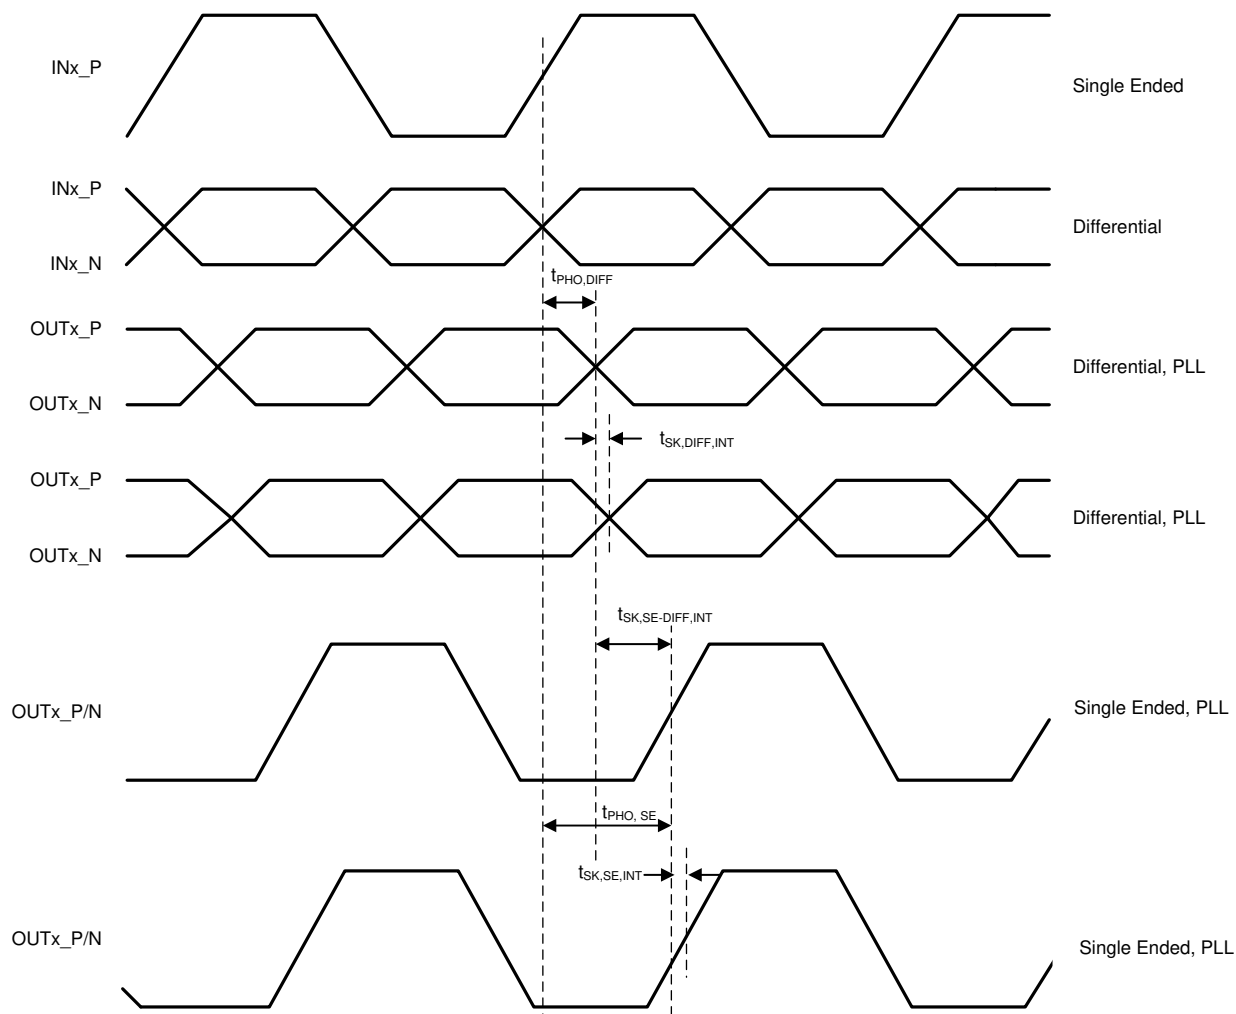 INx_P
Single Ended
INx_P
Differential
INx_N
tPHO,DIFF
OUTx_P
Differential, PLL
OUTx_N
tSK,DIFF,INT
OUTx_P
Differential, PLL
OUTx_N
tSK,SE-DIFF,INT
OUTx_P/N
Single Ended, PLL
tPHO, SE
tSK,SE,INT
OUTx_P/N
Single Ended, PLL